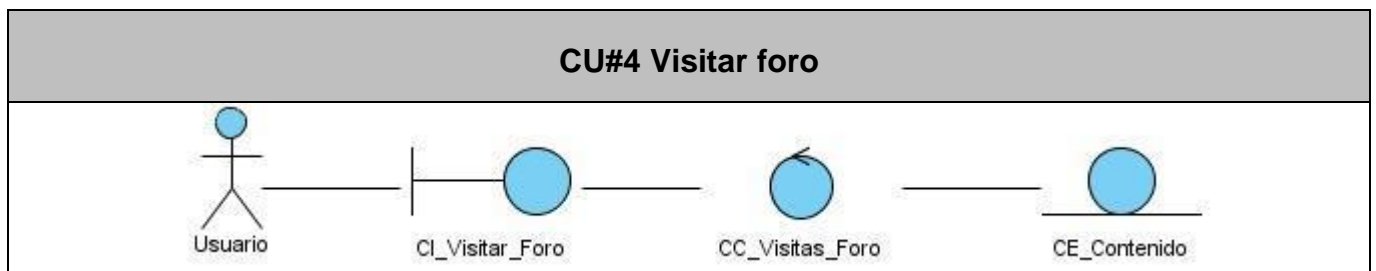 CU#4 Visitar foro
Usuario
CI_Visitar_Foro
CC_Visitas_Foro
CE_Contenido